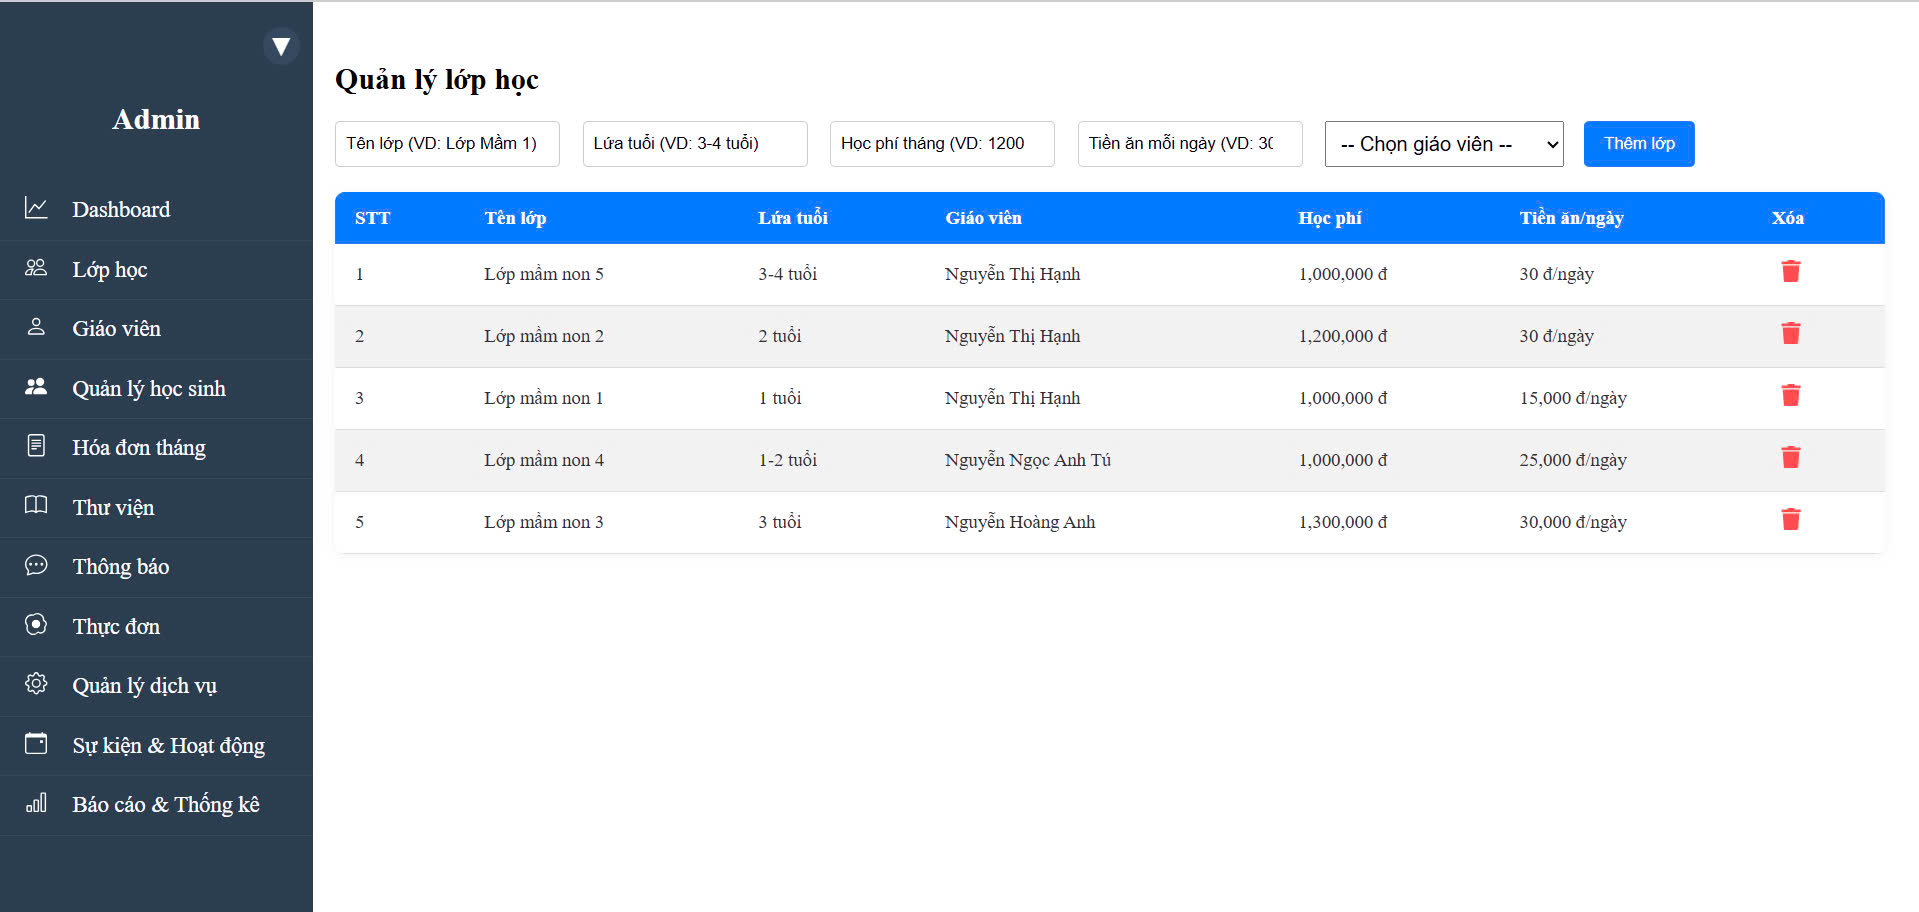 Admin
Dashboard
Lớp học
Giáo viên
Quản lý học sinh
Hóa đơn tháng
Thư viện
Thông báo
Thực đơn
Quản lý dịch vụ
Sự kiện & Hoạt động
Báo cáo & Thống kê
Quản lý lớp học
Tên lớp (VD: Lớp Mầm 1) Lứa tuổi (VD: 3-4 tuổi) Học phí tháng (VD: 1200 Tiền ăn mỗi ngày (VD: 30 -- Chọn giáo viên -- Thêm lớp
STT Tên lớp Lứa tuổi Giáo viên Học phí Tiền ăn/ngày Xóa
1 Lớp mầm non 5 3-4 tuổi Nguyễn Thị Hạnh 1,000,000 đ 30 đ/ngày
2 Lớp mầm non 2 2 tuổi Nguyễn Thị Hạnh 1,200,000 đ 30 đ/ngày
3 Lớp mầm non 1 1 tuổi Nguyễn Thị Hạnh 1,000,000 đ 15,000 đ/ngày
4 Lớp mầm non 4 1-2 tuổi Nguyễn Ngọc Anh Tú 1,000,000 đ 25,000 đ/ngày
5 Lớp mầm non 3 3 tuổi Nguyễn Hoàng Anh 1,300,000 đ 30,000 đ/ngày